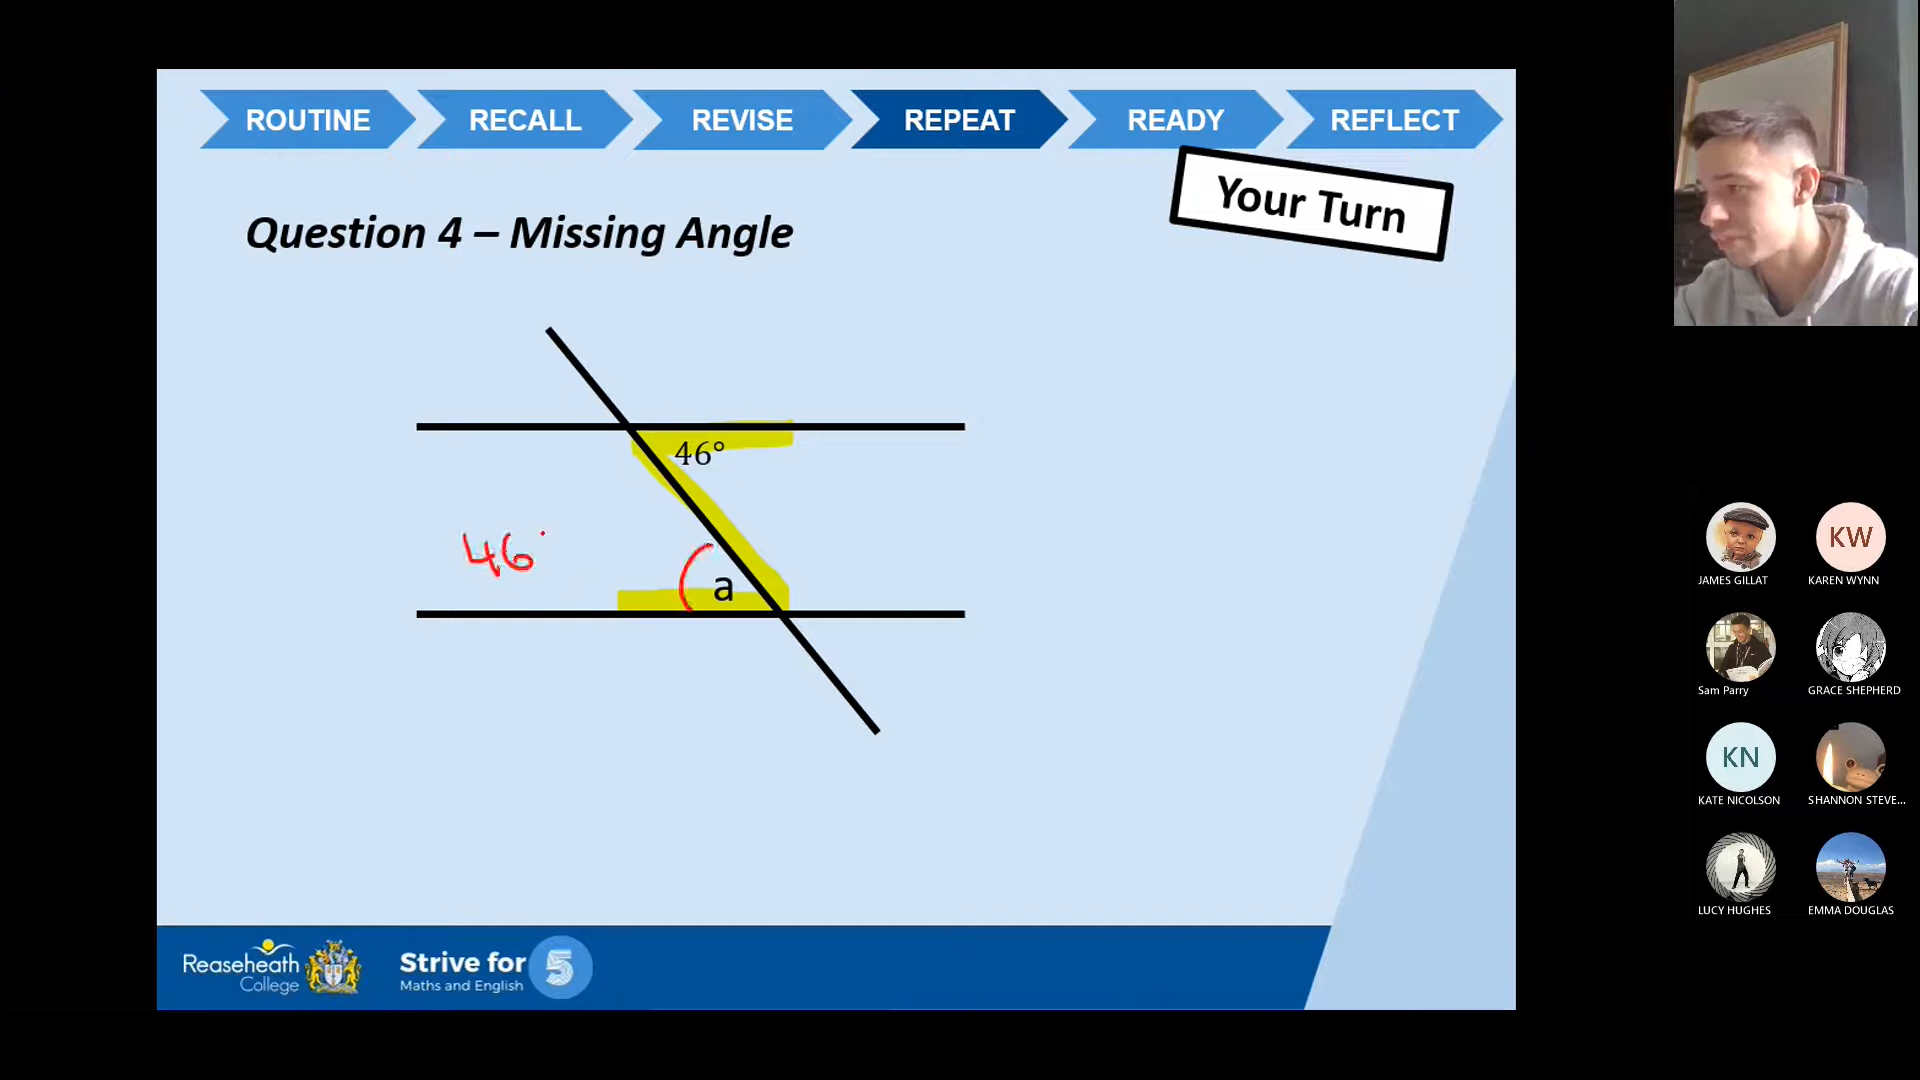 ROUTINE
RECALL
REVISE
REPEAT
READY
REFLECT
Your Turn
Question 4 – Missing Angle
46°
46°
a
Reaseheath
College
Strive for 5
Maths and English
JAMES GILLAT
KW
KAREN WYNN
Sam Parry
GRACE SHEPHERD
KN
KATE NICOLSON
SHANNON STEVE...
LUCY HUGHES
EMMA DOUGLAS